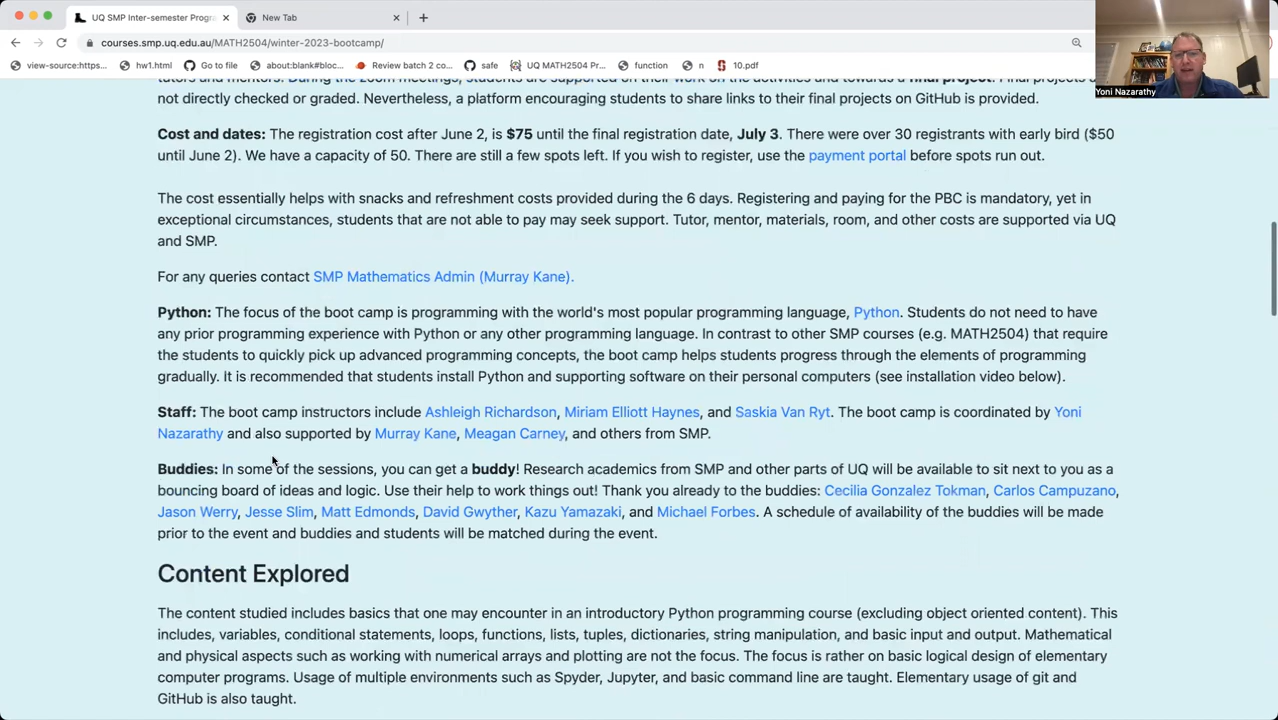 UQ SMP Inter-semester Progra
New Tab
courses.smp.uq.edu.au/MATH2504/winter-2023-bootcamp/
view-source:https...
hw1.html
Go to file
about:blank#bloc...
Review batch 2 co...
safe
UQ MATH2504 Pr...
function
n
10.pdf
Yoni Nazarathy
tutors and mentors. During the zoom meetings, students are supported on their work on the activities and towards a final project. Final projects are
not directly checked or graded. Nevertheless, a platform encouraging students to share links to their final projects on GitHub is provided.
Cost and dates: The registration cost after June 2, is $75 until the final registration date, July 3. There were over 30 registrants with early bird ($50
until June 2). We have a capacity of 50. There are still a few spots left. If you wish to register, use the payment portal before spots run out.
The cost essentially helps with snacks and refreshment costs provided during the 6 days. Registering and paying for the PBC is mandatory, yet in
exceptional circumstances, students that are not able to pay may seek support. Tutor, mentor, materials, room, and other costs are supported via UQ
and SMP.
For any queries contact SMP Mathematics Admin (Murray Kane).
Python: The focus of the boot camp is programming with the world's most popular programming language, Python. Students do not need to have
any prior programming experience with Python or any other programming language. In contrast to other SMP courses (e.g. MATH2504) that require
the students to quickly pick up advanced programming concepts, the boot camp helps students progress through the elements of programming
gradually. It is recommended that students install Python and supporting software on their personal computers (see installation video below).
Staff: The boot camp instructors include Ashleigh Richardson, Miriam Elliott Haynes, and Saskia Van Ryt. The boot camp is coordinated by Yoni
Nazarathy and also supported by Murray Kane, Meagan Carney, and others from SMP.
Buddies: In some of the sessions, you can get a buddy! Research academics from SMP and other parts of UQ will be available to sit next to you as a
bouncing board of ideas and logic. Use their help to work things out! Thank you already to the buddies: Cecilia Gonzalez Tokman, Carlos Campuzano,
Jason Werry, Jesse Slim, Matt Edmonds, David Gwyther, Kazu Yamazaki, and Michael Forbes. A schedule of availability of the buddies will be made
prior to the event and buddies and students will be matched during the event.
Content Explored
The content studied includes basics that one may encounter in an introductory Python programming course (excluding object oriented content). This
includes, variables, conditional statements, loops, functions, lists, tuples, dictionaries, string manipulation, and basic input and output. Mathematical
and physical aspects such as working with numerical arrays and plotting are not the focus. The focus is rather on basic logical design of elementary
computer programs. Usage of multiple environments such as Spyder, Jupyter, and basic command line are taught. Elementary usage of git and
GitHub is also taught.